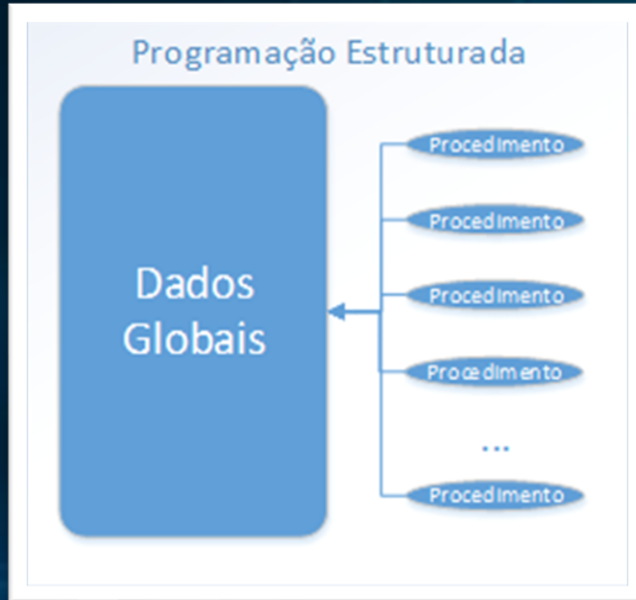 Programação Estruturada
Dados
Globais
Procedimento
Procedimento
Procedimento
Procedimento
...
Procedimento